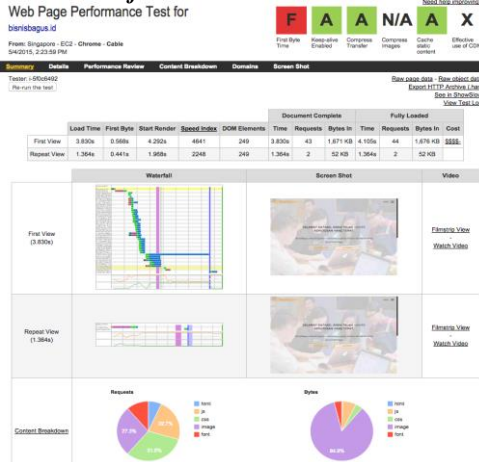 Need help improving
Web Page Performance Test for
bisnisbagus.id
From: Singapore - EC2 - Chrome - Cable
5/4/2015, 2:23:59 PM
F A A N/A A X
First Byte Time
Keep-alive Enabled
Compress Transfer
Compress Images
Cache static content
Effective use of CDN
Summary Details Performance Review Content Breakdown Domains Screen Shot
Tester: i-5f0c6492
Re-run the test
Raw page data - Raw object data
Export HTTP Archive (.har
See in ShowSlow
View Test Log
Document Complete Fully Loaded
Load Time First Byte Start Render Speed Index DOM Elements Time Requests Bytes In Time Requests Bytes In Cost
First View 3.830s 0.568s 4.292s 4641 249 3.830s 43 1,671 KB 4.105s 44 1,676 KB $$$$-
Repeat View 1.364s 0.441s 1.968s 2248 249 1.364s 2 52 KB 1.364s 2 52 KB
Waterfall Screen Shot Video
First View
(3.830s)
Filmstrip View
-
Watch Video
Repeat View
(1.364s)
Filmstrip View
-
Watch Video
Content Breakdown
Requests
html
js
css
image
font
Bytes
html
js
css
image
font